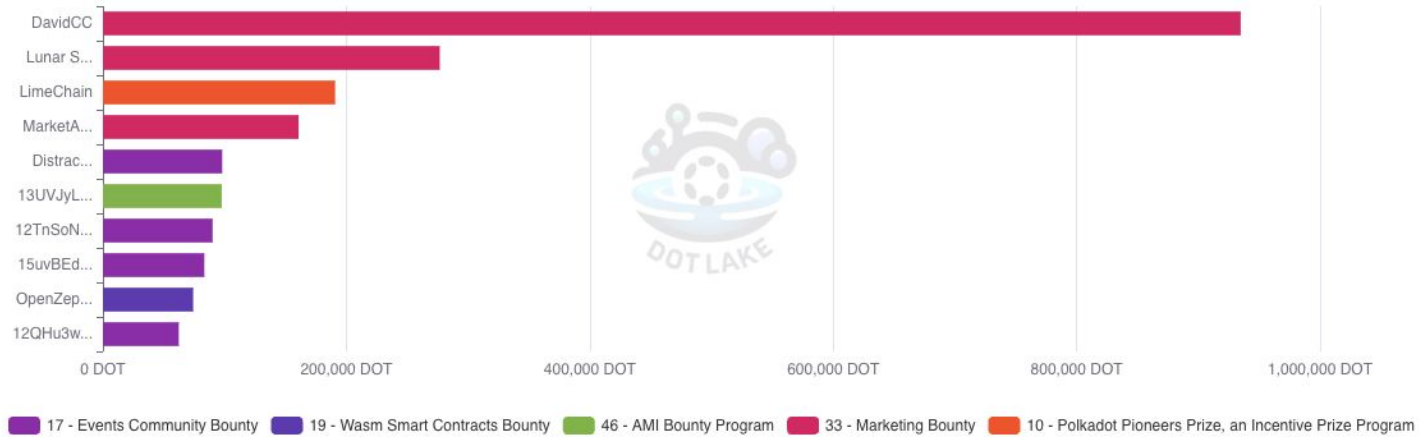 DavidCC
Lunar S...
LimeChain
MarketA...
Distrac...
13UVJyL...
12TnSoN...
15uvBEd...
OpenZep...
12QHu3w...
DOT LAKE
0 DOT 200,000 DOT 400,000 DOT 600,000 DOT 800,000 DOT 1,000,000 DOT
17 - Events Community Bounty 19 - Wasm Smart Contracts Bounty 46 - AMI Bounty Program 33 - Marketing Bounty 10 - Polkadot Pioneers Prize, an Incentive Prize Program